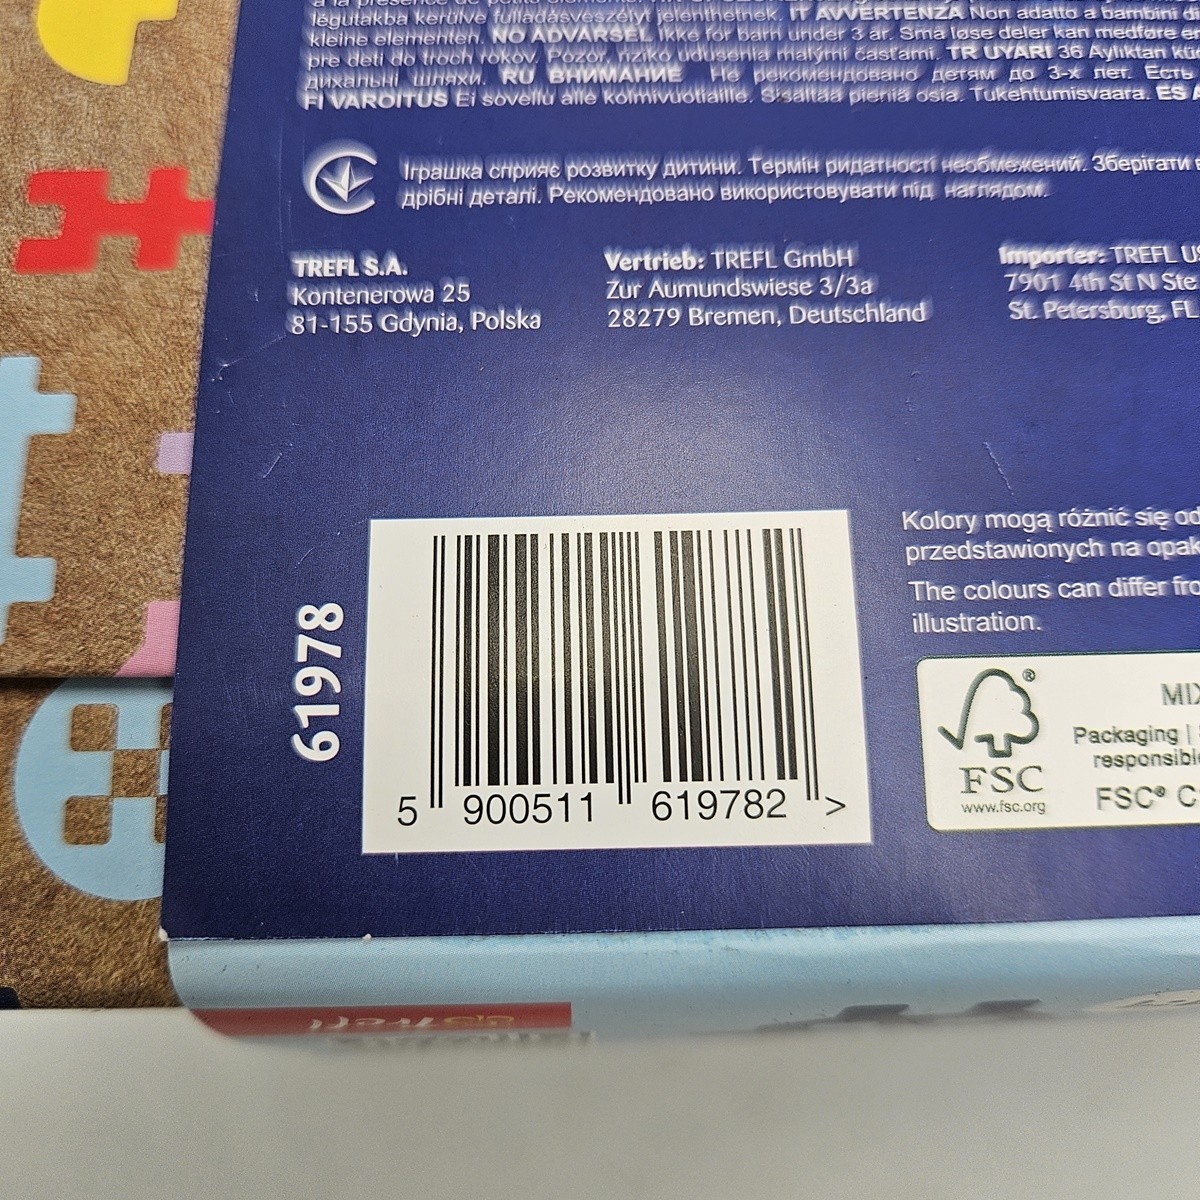 légutakba kerülve fulladásveszélyt jelenthetnek. IT AVVERTENZA Non adatto a bambini di
kleine elementen. NO ADVARSEL Ikke for barn under 3 år. Små løse deler kan medføre
pre deti do troch rokov. Pozor, riziko udusenia malými časťami. TR UYARI 36 Aylıktan
дихальні шляхи. RU ВНИМАНИЕ Не рекомендовано детям до 3-х лет. Есть
FI VAROITUS Ei sovellu alle kolmivuotiaille. Sisältää pieniä osia. Tukehtumisvaara. ES
Іграшка сприяє розвитку дитини. Термін придатності необмежений. Зберігати
дрібні деталі. Рекомендовано використовувати під наглядом.
TREFL S.A.
Kontenerowa 25
81-155 Gdynia, Polska
Vertrieb: TREFL GmbH
Zur Aumundswiese 3/3a
28279 Bremen, Deutschland
Importer: TREFL US
7901 4th St N Ste
St. Petersburg, FL
61978
5 900511 619782 >
Kolory mogą różnić się od
przedstawionych na opak
The colours can differ fro
illustration.
FSC
www.fsc.org
MIX
Packaging |
responsible
FSC® C
Trefl